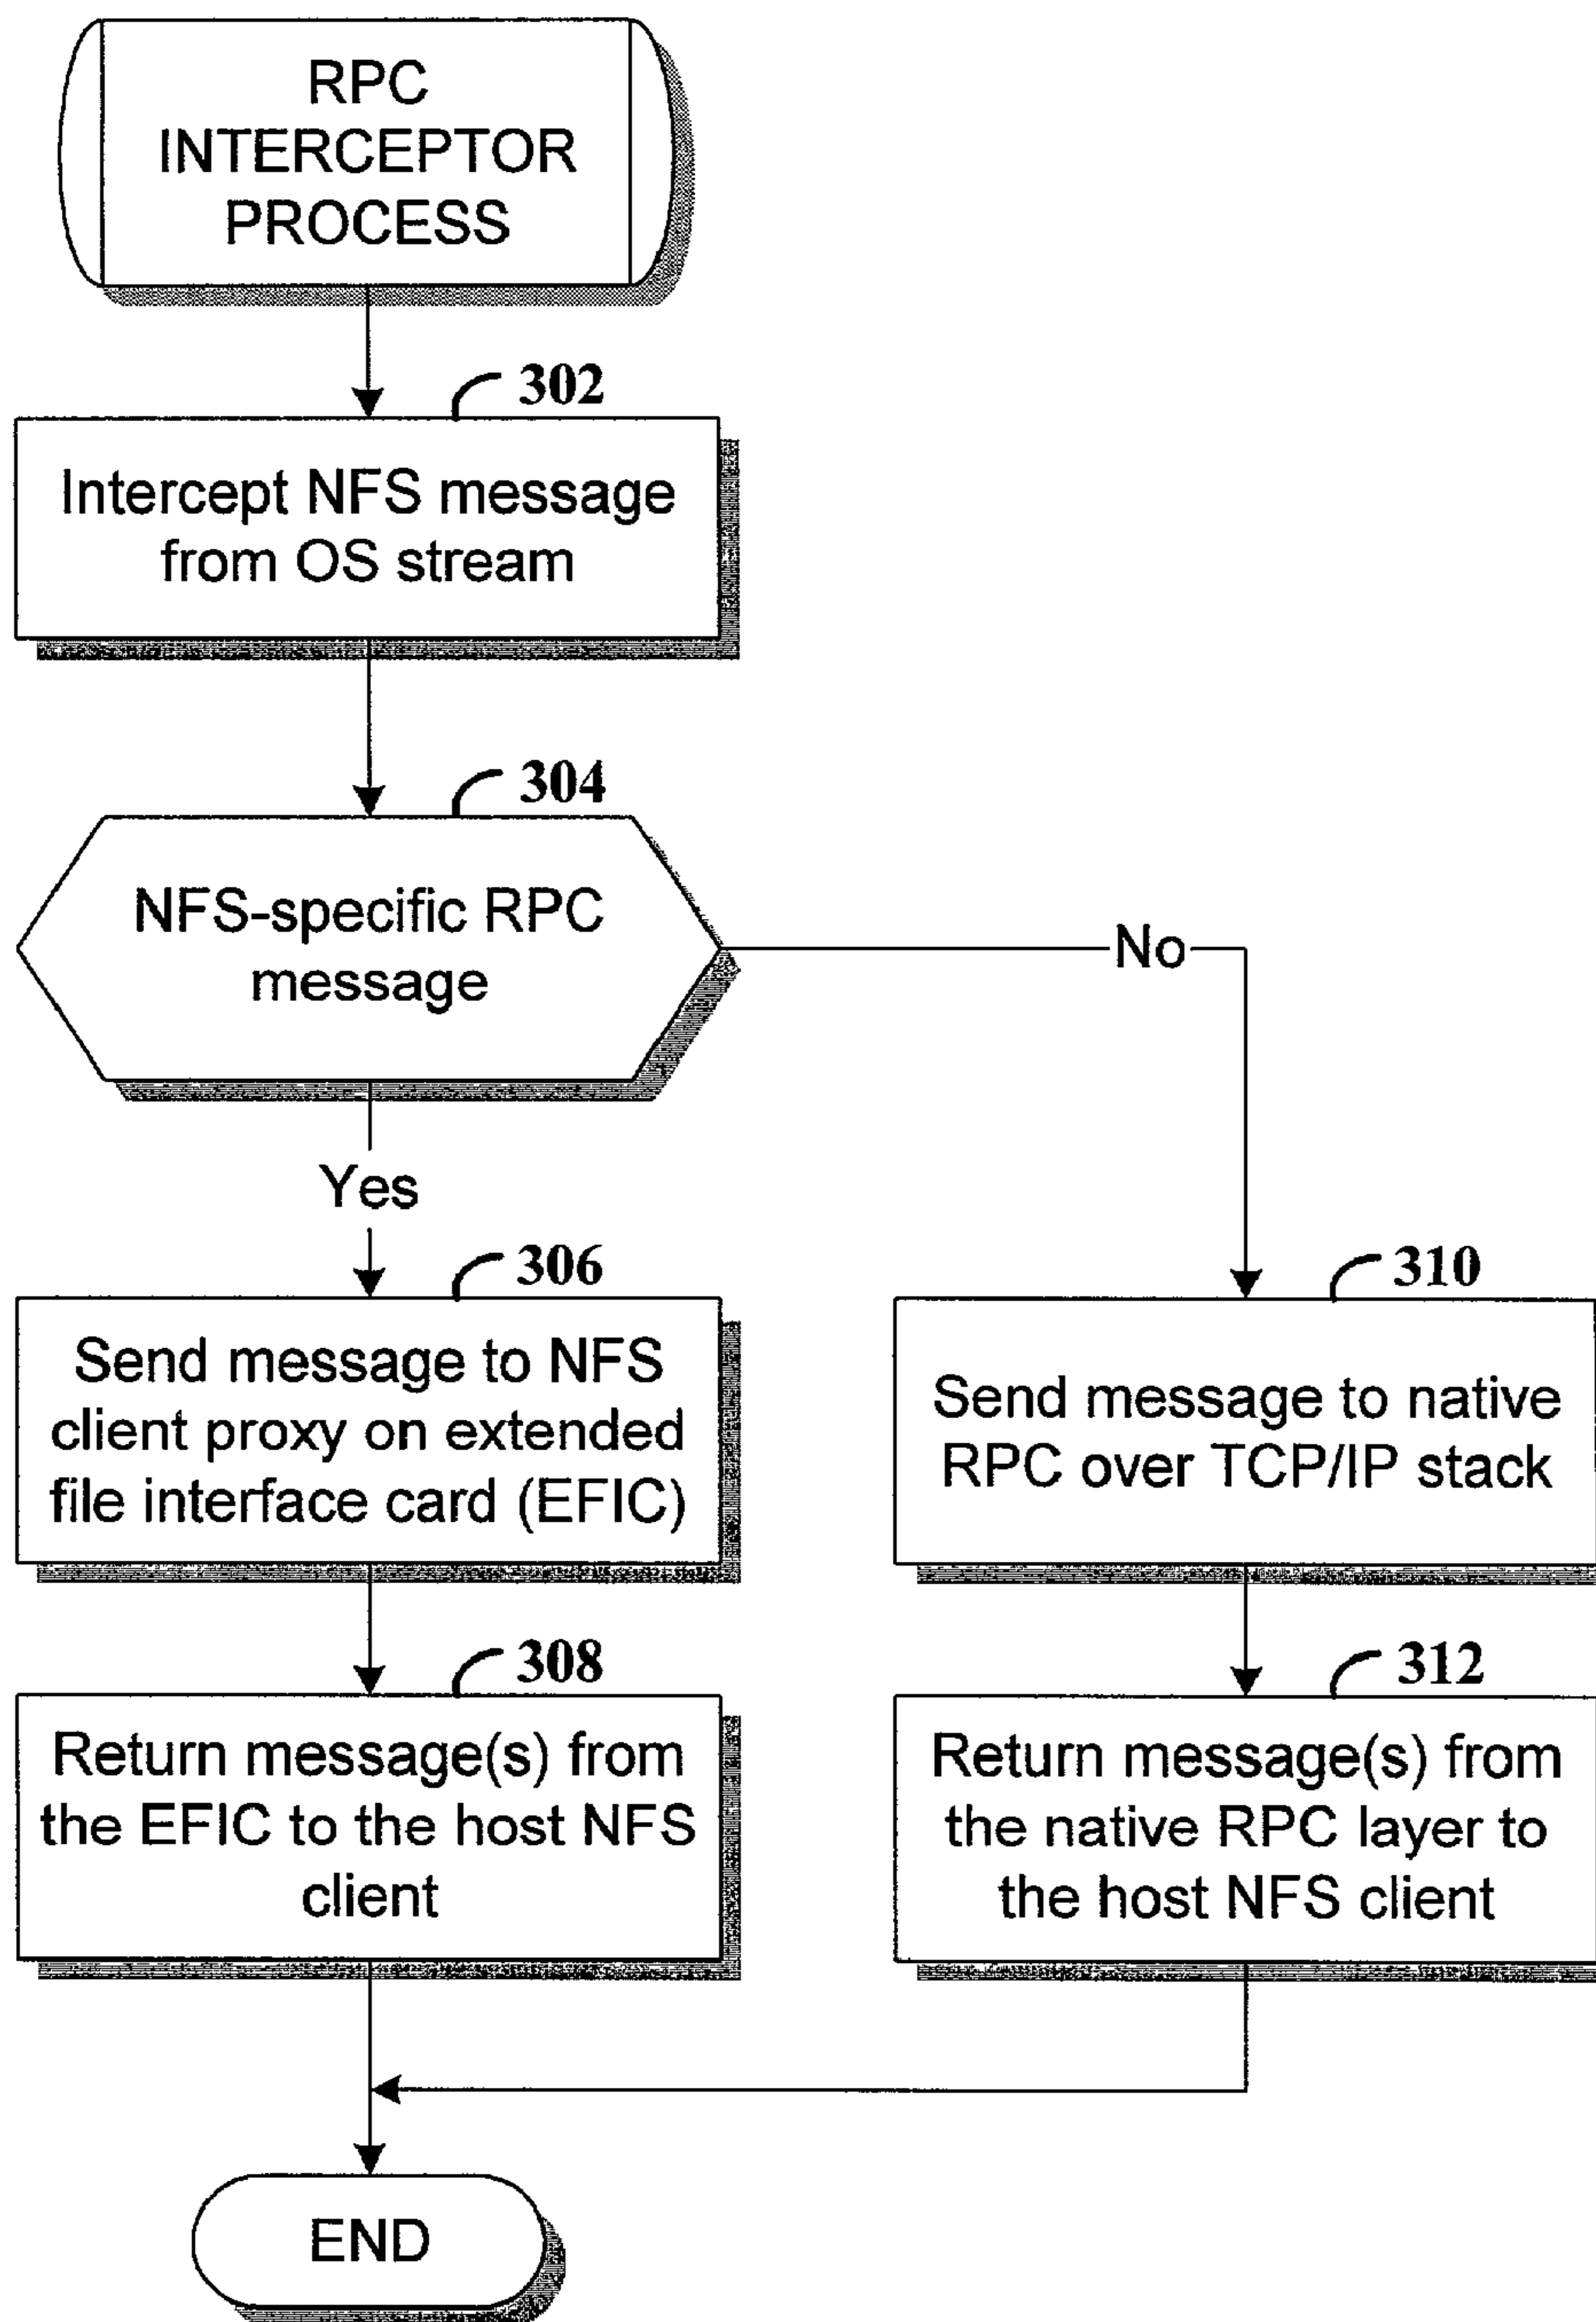 RPC
INTERCEPTOR
PROCESS
302
Intercept NFS message
from OS stream
304
NFS-specific RPC
message
No
Yes
306
Send message to NFS
client proxy on extended
file interface card (EFIC)
310
Send message to native
RPC over TCP/IP stack
308
Return message(s) from
the EFIC to the host NFS
client
312
Return message(s) from
the native RPC layer to
the host NFS client
END